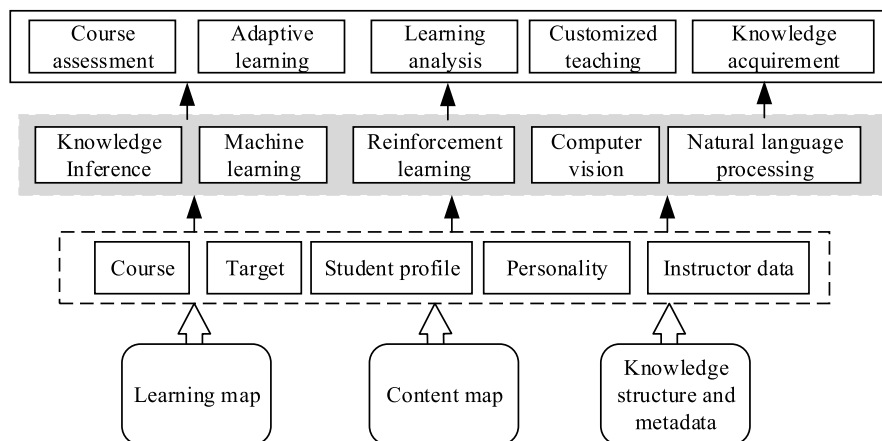 Course
assessment
Adaptive
learning
Learning
analysis
Customized
teaching
Knowledge
acquirement
Knowledge
Inference
Machine
learning
Reinforcement
learning
Computer
vision
Natural language
processing
Course
Target
Student profile
Personality
Instructor data
Learning map
Content map
Knowledge
structure and
metadata